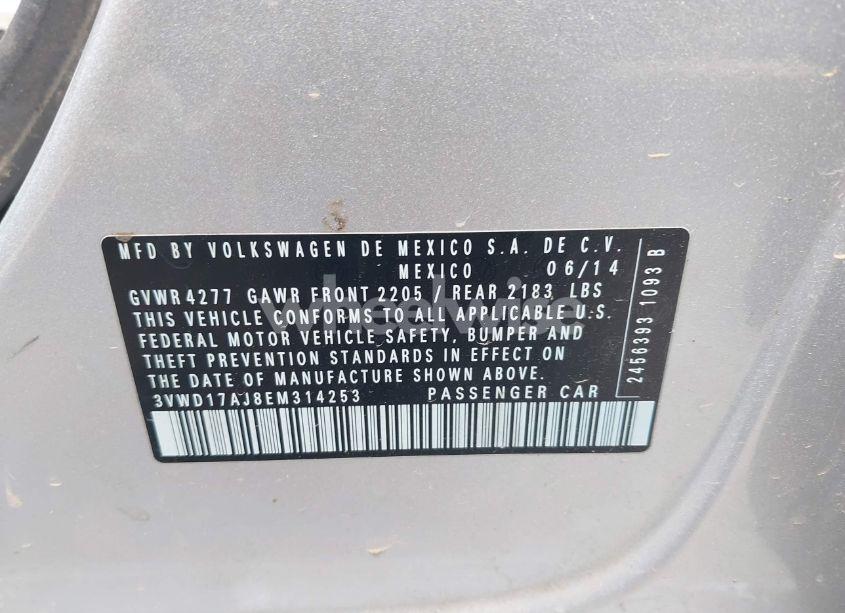 MFD BY VOLKSWAGEN DE MEXICO S.A. DE C.V.
MEXICO 06/14
GVWR 4277 GAWR FRONT 2205 / REAR 2183 LBS
THIS VEHICLE CONFORMS TO ALL APPLICABLE U.S.
FEDERAL MOTOR VEHICLE SAFETY, BUMPER AND
THEFT PREVENTION STANDARDS IN EFFECT ON
THE DATE OF MANUFACTURE SHOWN ABOVE.
3VWD17AJ8EM314253 PASSENGER CAR
2456393 1093 B
wheelvice